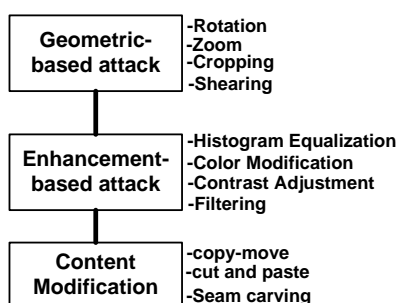 Geometric-
based attack
-Rotation
-Zoom
-Cropping
-Shearing
Enhancement-
based attack
-Histogram Equalization
-Color Modification
-Contrast Adjustment
-Filtering
Content
Modification
-copy-move
-cut and paste
-Seam carving